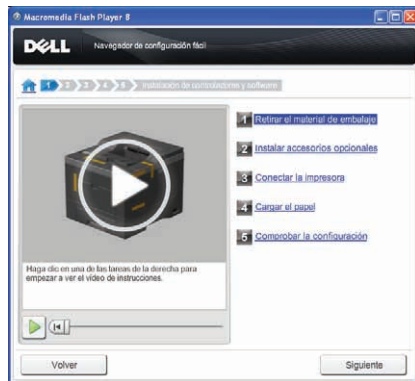 Macromedia Flash Player 8
DELL
Navegador de configuración fácil
1 2 3 4 5 Instalación de controladores y software
1 Retirar el material de embalaje
2 Instalar accesorios opcionales
3 Conectar la impresora
4 Cargar el papel
5 Comprobar la configuración
Haga clic en una de las tareas de la derecha para
empezar a ver el vídeo de instrucciones.
Volver
Siguiente